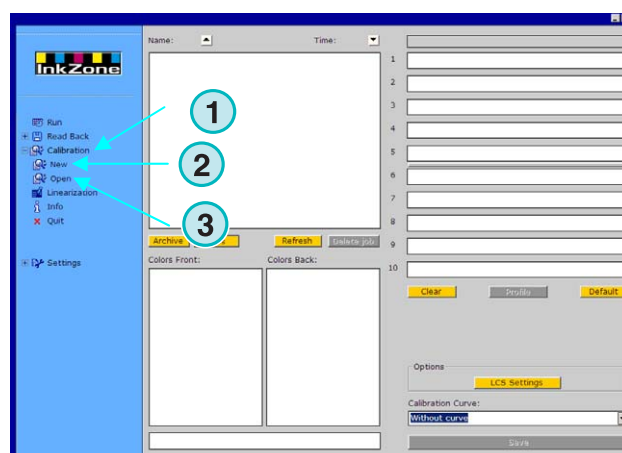 InkZone
Run
Read Back
Calibration
New
Open
Linearization
Info
Quit
Settings
Name:
Time:
1
2
3
Archive
Refresh
Delete job
Colors Front:
Colors Back:
1
2
3
4
5
6
7
8
9
10
Clear
Profile
Default
Options
LCS Settings
Calibration Curve:
Without curve
Save